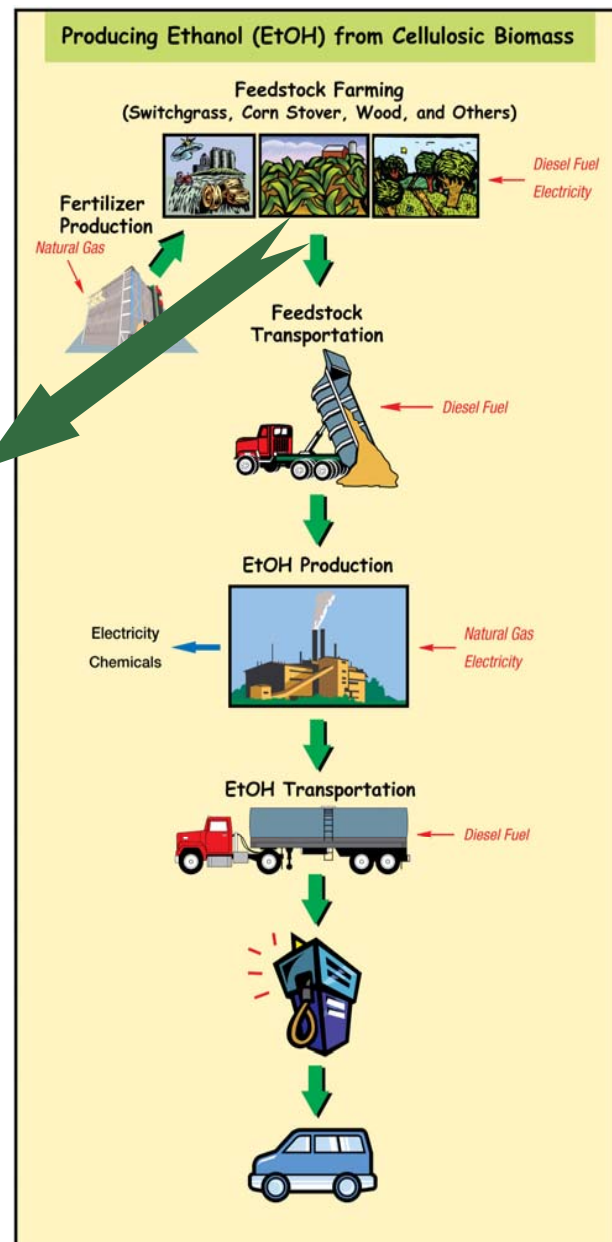 Producing Ethanol (EtOH) from Cellulosic Biomass
Feedstock Farming
(Switchgrass, Corn Stover, Wood, and Others)
Diesel Fuel
Electricity
Fertilizer
Production
Natural Gas
Feedstock
Transportation
Diesel Fuel
EtOH Production
Electricity
Chemicals
Natural Gas
Electricity
EtOH Transportation
Diesel Fuel